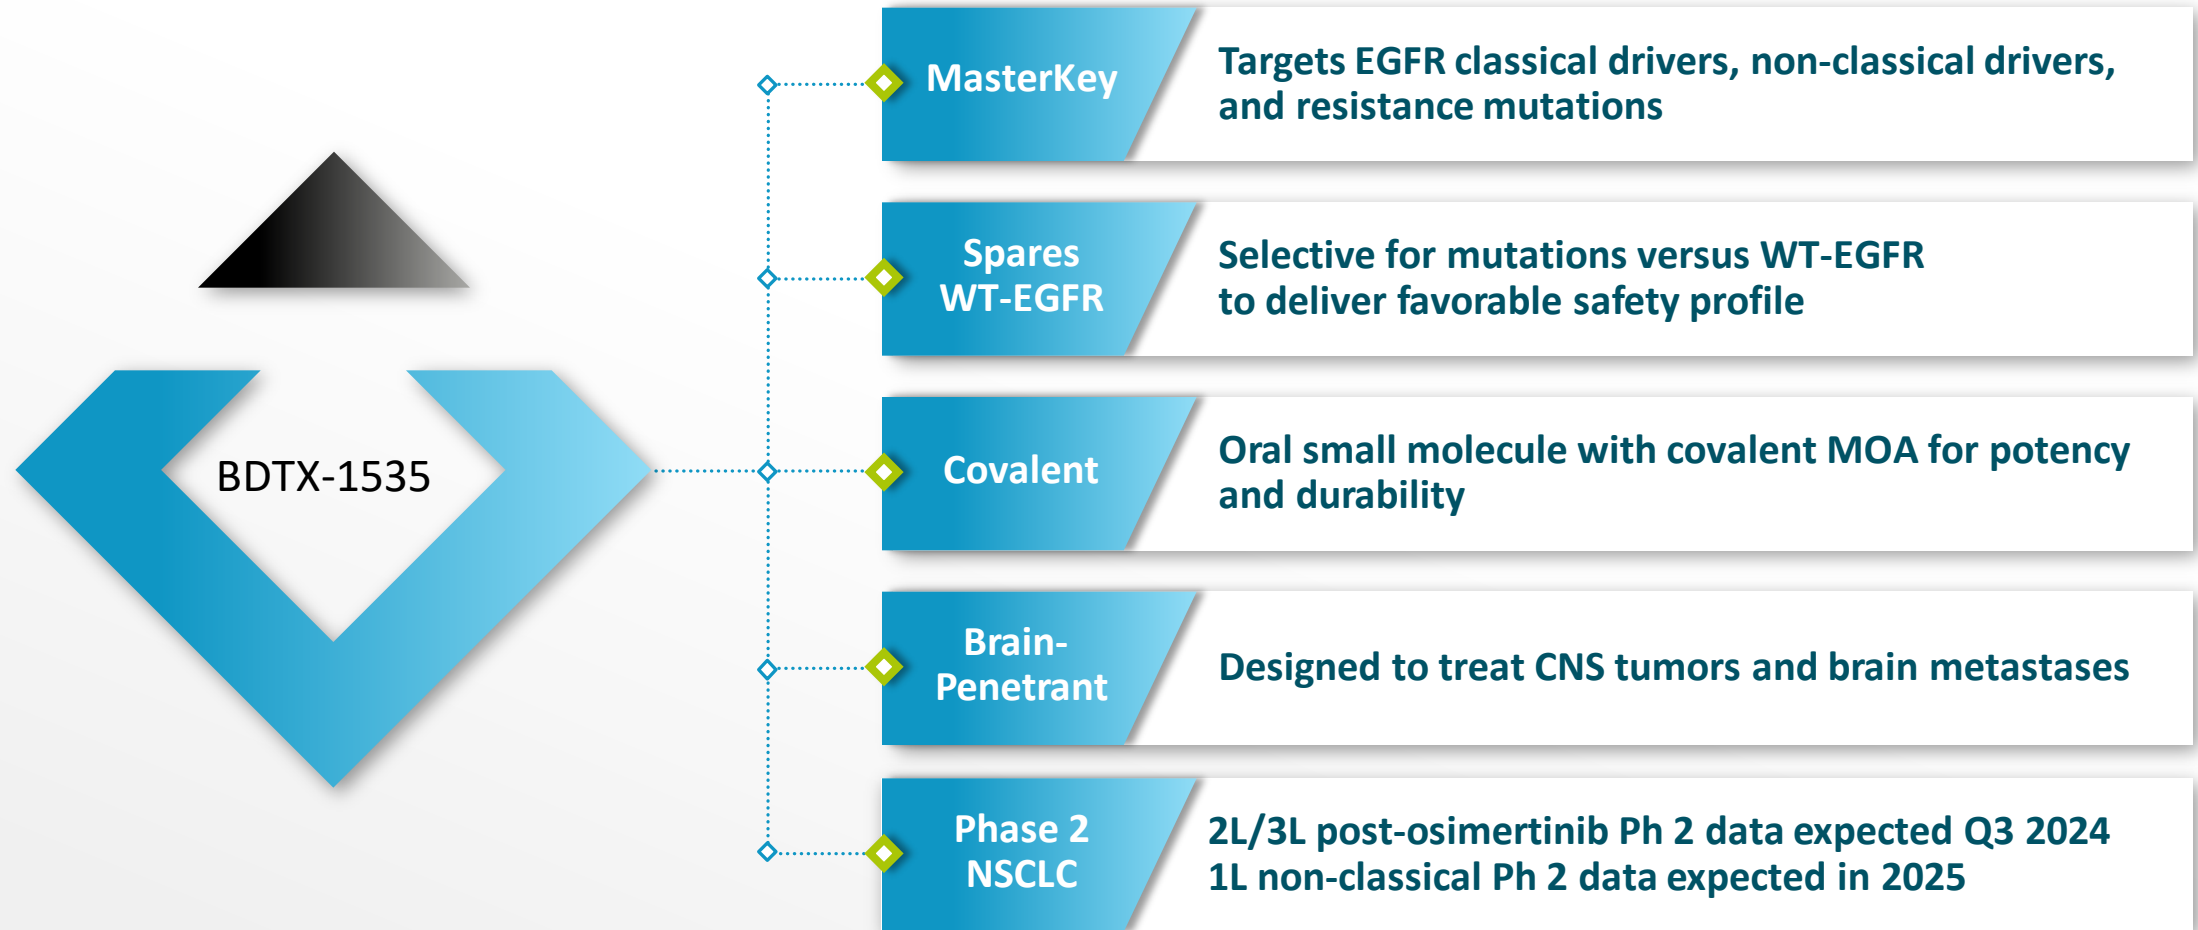 BDTX-1535
MasterKey
Targets EGFR classical drivers, non-classical drivers,
and resistance mutations
Spares
WT-EGFR
Selective for mutations versus WT-EGFR
to deliver favorable safety profile
Covalent
Oral small molecule with covalent MOA for potency
and durability
Brain-
Penetrant
Designed to treat CNS tumors and brain metastases
Phase 2
NSCLC
2L/3L post-osimertinib Ph 2 data expected Q3 2024
1L non-classical Ph 2 data expected in 2025